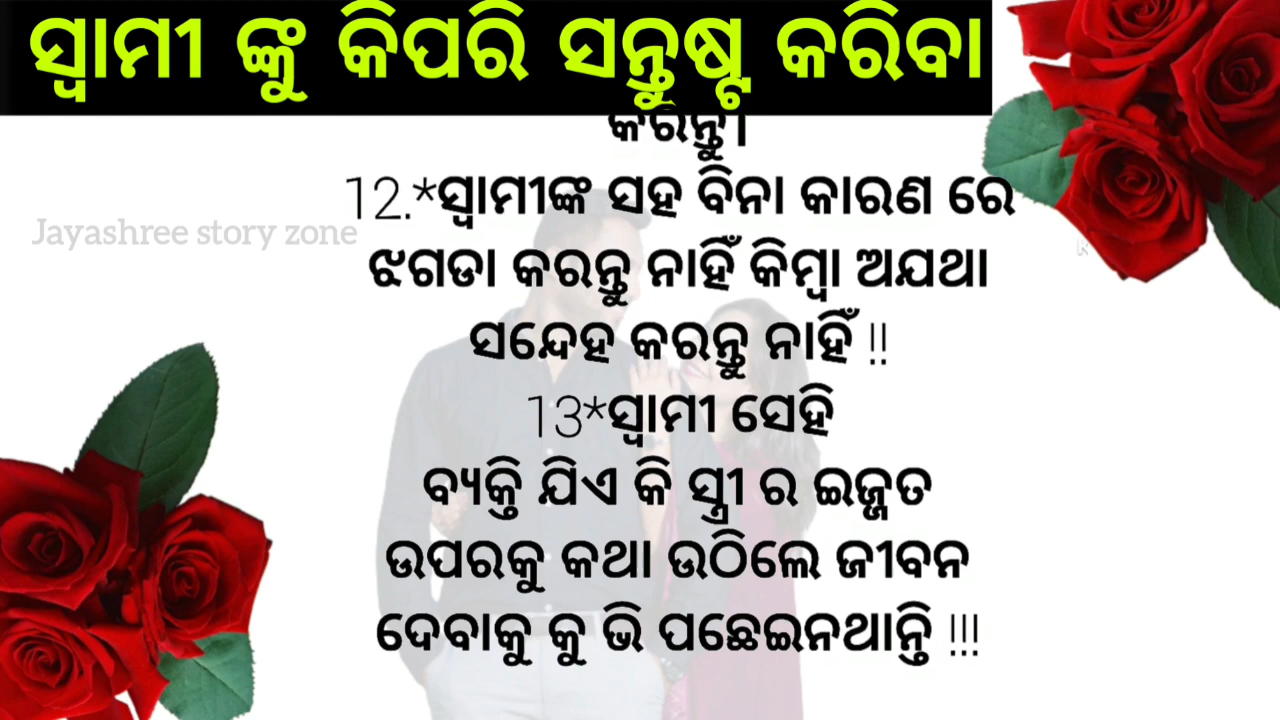 ସ୍ୱାମୀ ଙ୍କୁ କିପରି ସନ୍ତୁଷ୍ଟ କରିବା
କରନ୍ତୁ।
12.*ସ୍ୱାମୀଙ୍କ ସହ ବିନା କାରଣ ରେ
Jayashree story zone
ଝଗଡା କରନ୍ତୁ ନାହିଁ କିମ୍ବା ଅଯଥା
ସନ୍ଦେହ କରନ୍ତୁ ନାହିଁ !!
13*ସ୍ୱାମୀ ସେହି
ବ୍ୟକ୍ତି ଯିଏ କି ସ୍ତ୍ରୀ ର ଇଜ୍ଜତ
ଉପରକୁ କଥା ଉଠିଲେ ଜୀବନ
ଦେବାକୁ କୁ ଭି ପଛେଇନଥାନ୍ତି !!!